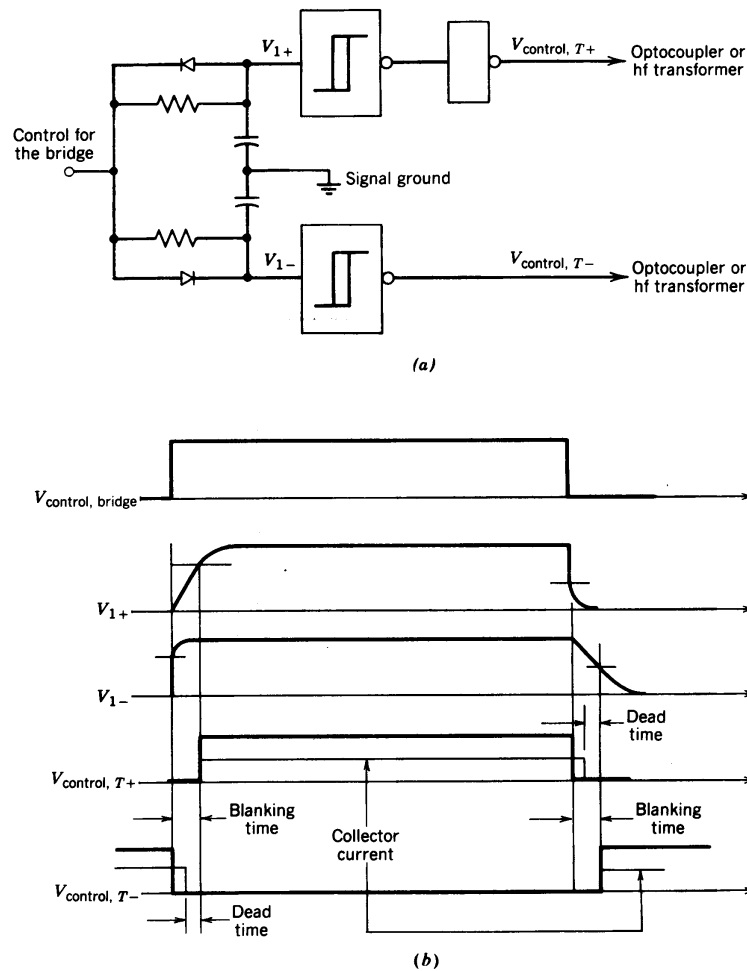 V1+
Vcontrol, T+
Optocoupler or
hf transformer
Control for
the bridge
Signal ground
V1−
Vcontrol, T−
Optocoupler or
hf transformer
(a)
Vcontrol, bridge
V1+
V1−
Dead
time
Vcontrol, T+
Blanking
time
Collector
current
Blanking
time
Vcontrol, T−
Dead
time
(b)